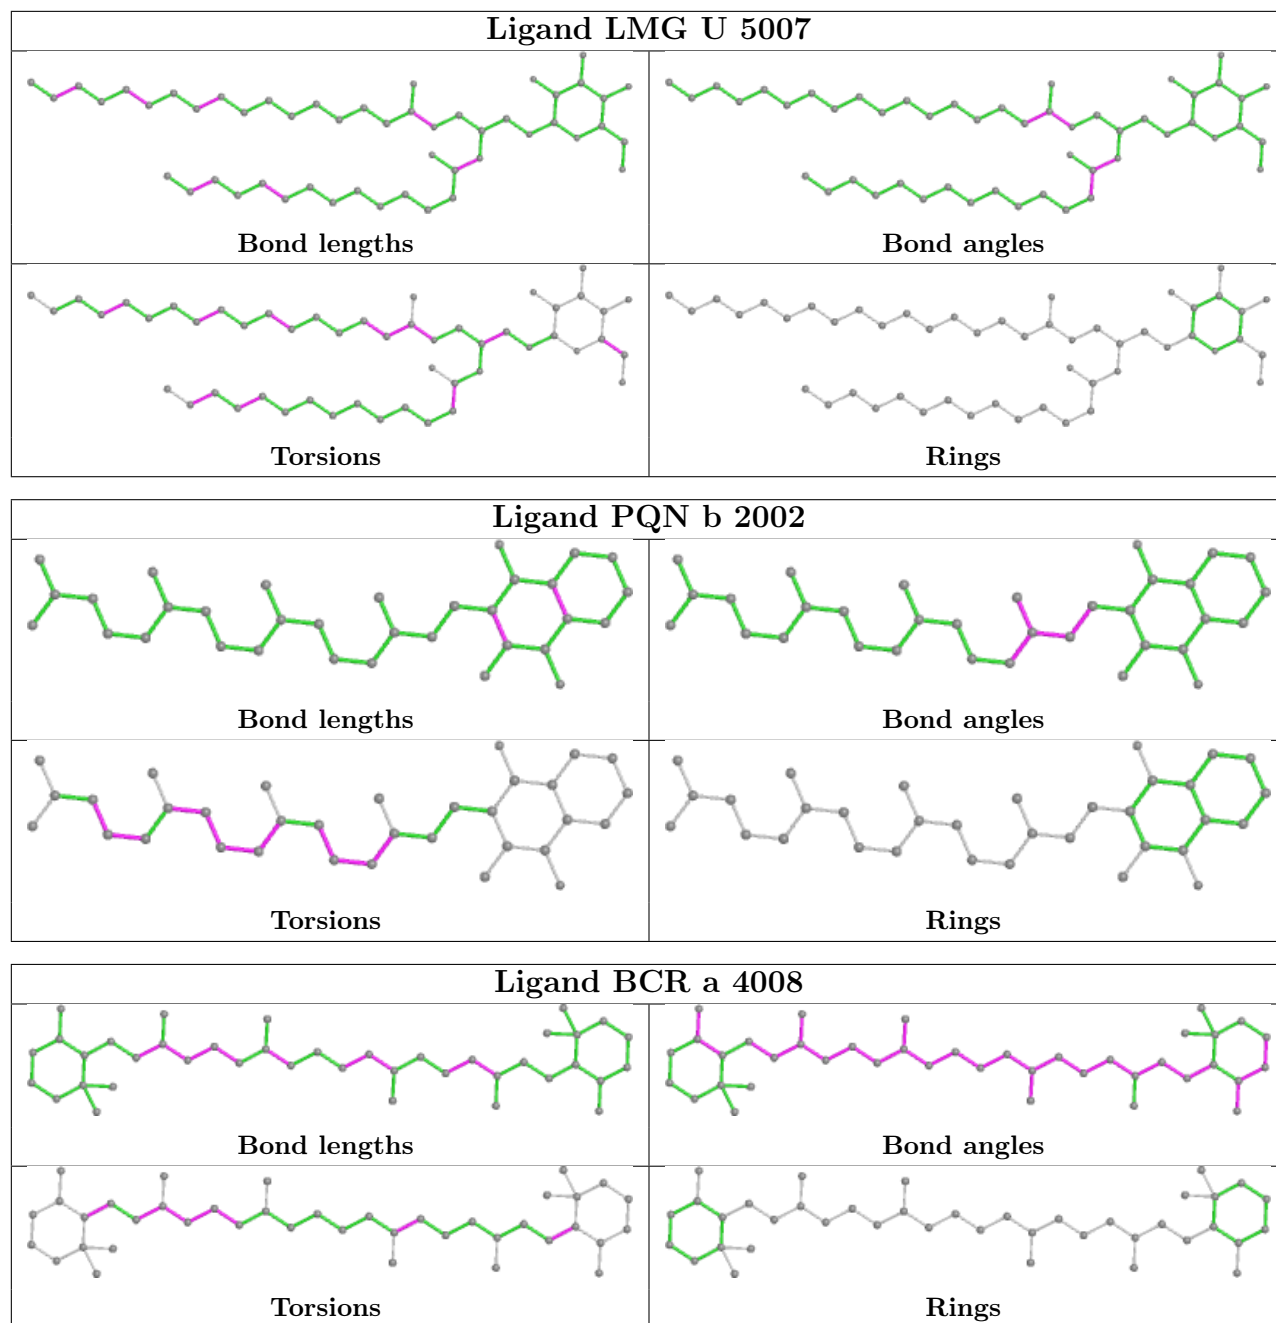 Ligand LMG U 5007
Bond lengths
Bond angles
Torsions
Rings
Ligand PQN b 2002
Bond lengths
Bond angles
Torsions
Rings
Ligand BCR a 4008
Bond lengths
Bond angles
Torsions
Rings